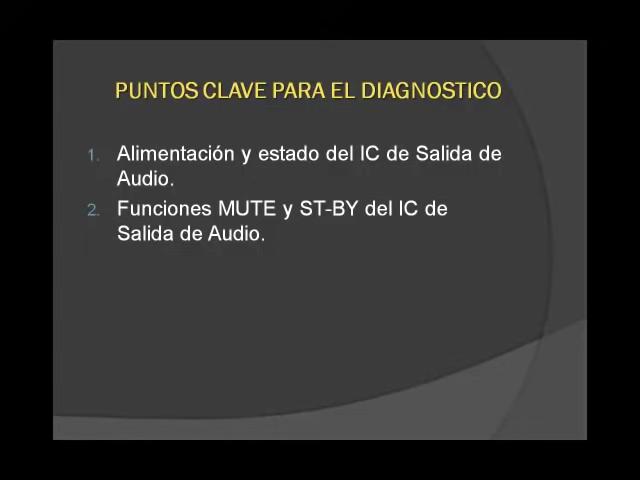 PUNTOS CLAVE PARA EL DIAGNOSTICO
1. Alimentación y estado del IC de Salida de
Audio.
2. Funciones MUTE y ST-BY del IC de
Salida de Audio.